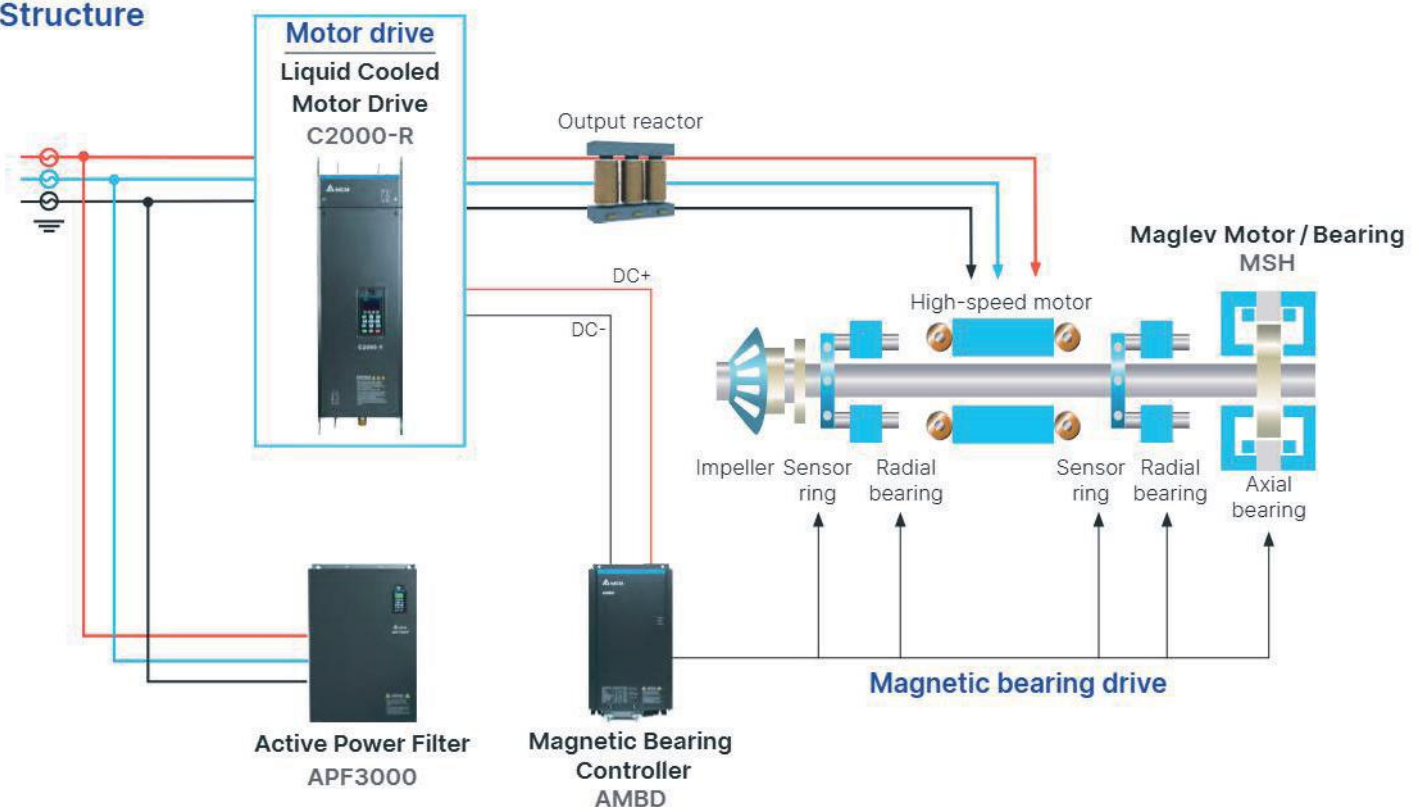 Structure
Motor drive
Liquid Cooled
Motor Drive
C2000-R
Output reactor
DC+
DC-
Maglev Motor / Bearing
MSH
High-speed motor
Impeller
Sensor
ring
Radial
bearing
Sensor
ring
Radial
bearing
Axial
bearing
Magnetic bearing drive
Active Power Filter
APF3000
Magnetic Bearing
Controller
AMBD